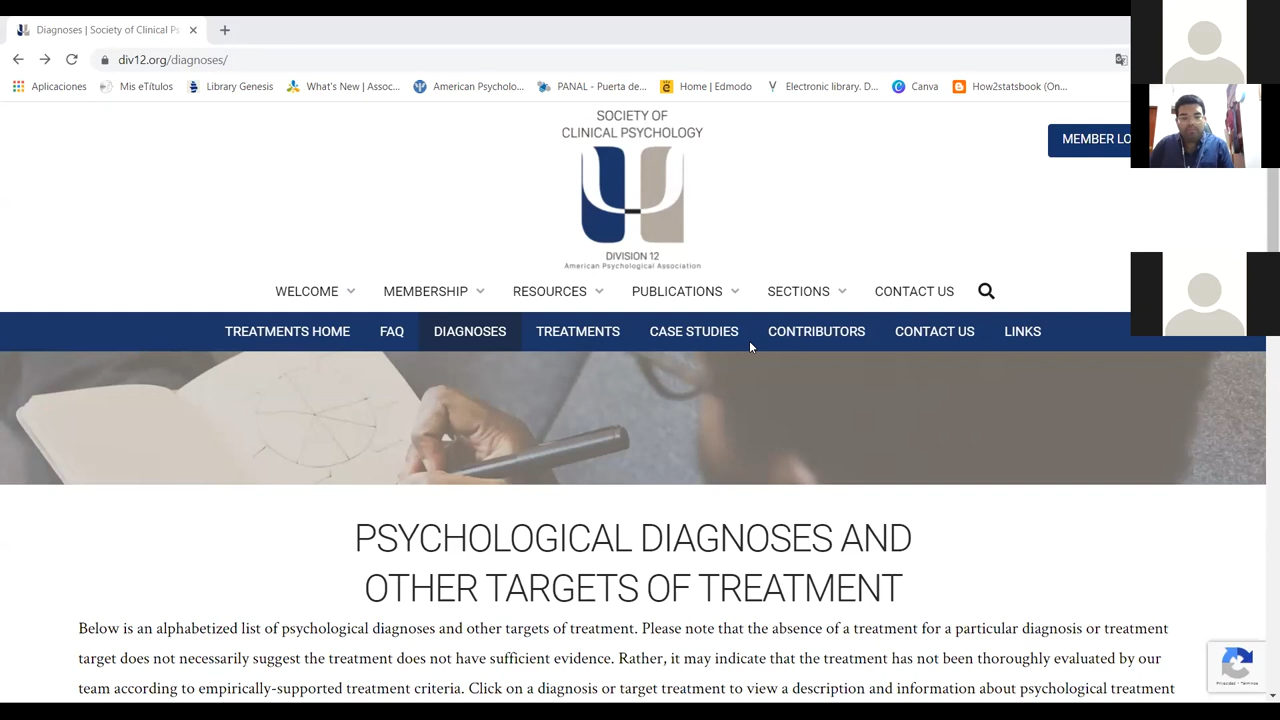 Diagnoses | Society of Clinical Ps
div12.org/diagnoses/
Aplicaciones Mis eTítulos Library Genesis What's New | Assoc... American Psycholo... PANAL - Puerta de... Home | Edmodo Electronic library. D... Canva How2statsbook (On...
SOCIETY OF
CLINICAL PSYCHOLOGY
DIVISION 12
American Psychological Association
MEMBER LO
WELCOME MEMBERSHIP RESOURCES PUBLICATIONS SECTIONS CONTACT US
TREATMENTS HOME FAQ DIAGNOSES TREATMENTS CASE STUDIES CONTRIBUTORS CONTACT US LINKS
PSYCHOLOGICAL DIAGNOSES AND
OTHER TARGETS OF TREATMENT
Below is an alphabetized list of psychological diagnoses and other targets of treatment. Please note that the absence of a treatment for a particular diagnosis or treatment
target does not necessarily suggest the treatment does not have sufficient evidence. Rather, it may indicate that the treatment has not been thoroughly evaluated by our
team according to empirically-supported treatment criteria. Click on a diagnosis or target treatment to view a description and information about psychological treatment
Privacidad - Términos